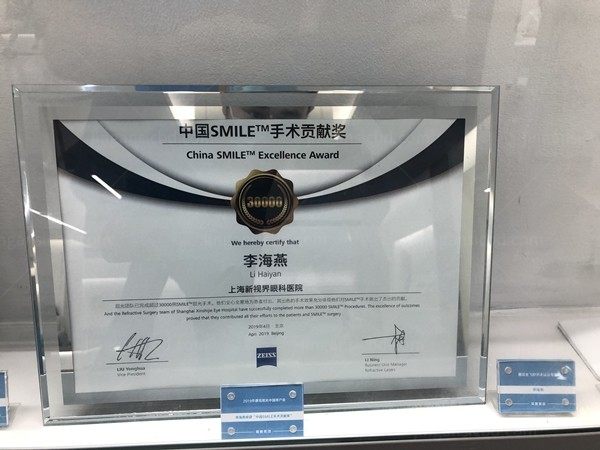 中国SMILE™手术贡献奖
China SMILE™ Excellence Award
30000
We hereby certify that
李海燕
Li Haiyan
上海新视界眼科医院
And the Refractive Surgery team of Shanghai Xinshijie Eye Hospital have successfully completed more than 30000 SMILE™ Procedures. The excellence of outcomes
proved that they contributed all their efforts to the patients and SMILE™ surgery
2019年4月 北京
Apr. 2019. Beijing
ZEISS
LIU Yonghua
Vice President
LI Ning
Business Unit Manager
Refractive Lasers